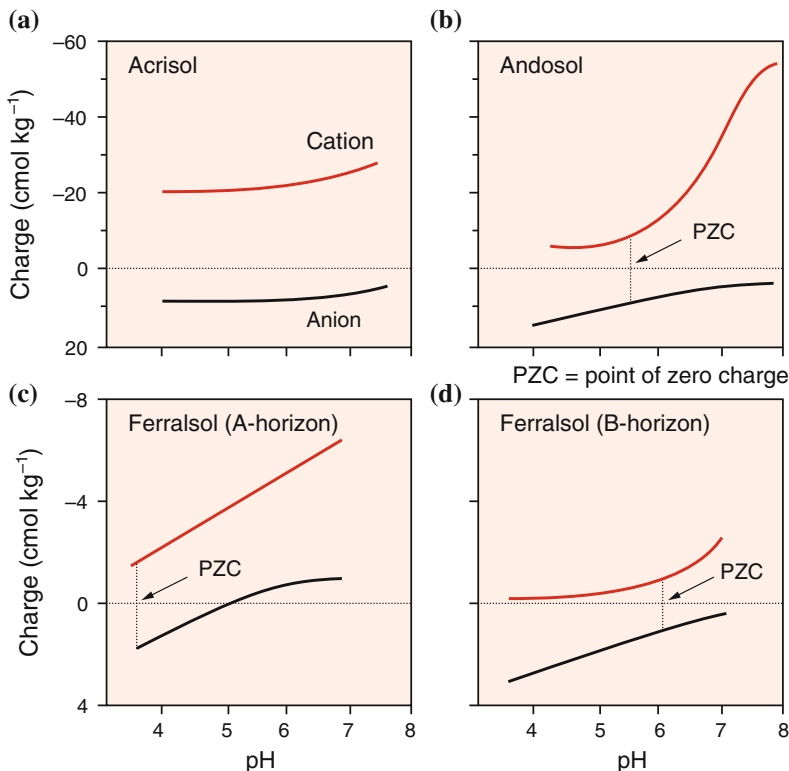 (a)
Acrisol
Cation
Anion
Charge (cmol kg⁻¹)
–60
–40
–20
0
20
(b)
Andosol
PZC
PZC = point of zero charge
(c)
Ferralsol (A-horizon)
PZC
Charge (cmol kg⁻¹)
–8
–4
0
4
4 5 6 7 8
pH
(d)
Ferralsol (B-horizon)
PZC
4 5 6 7 8
pH